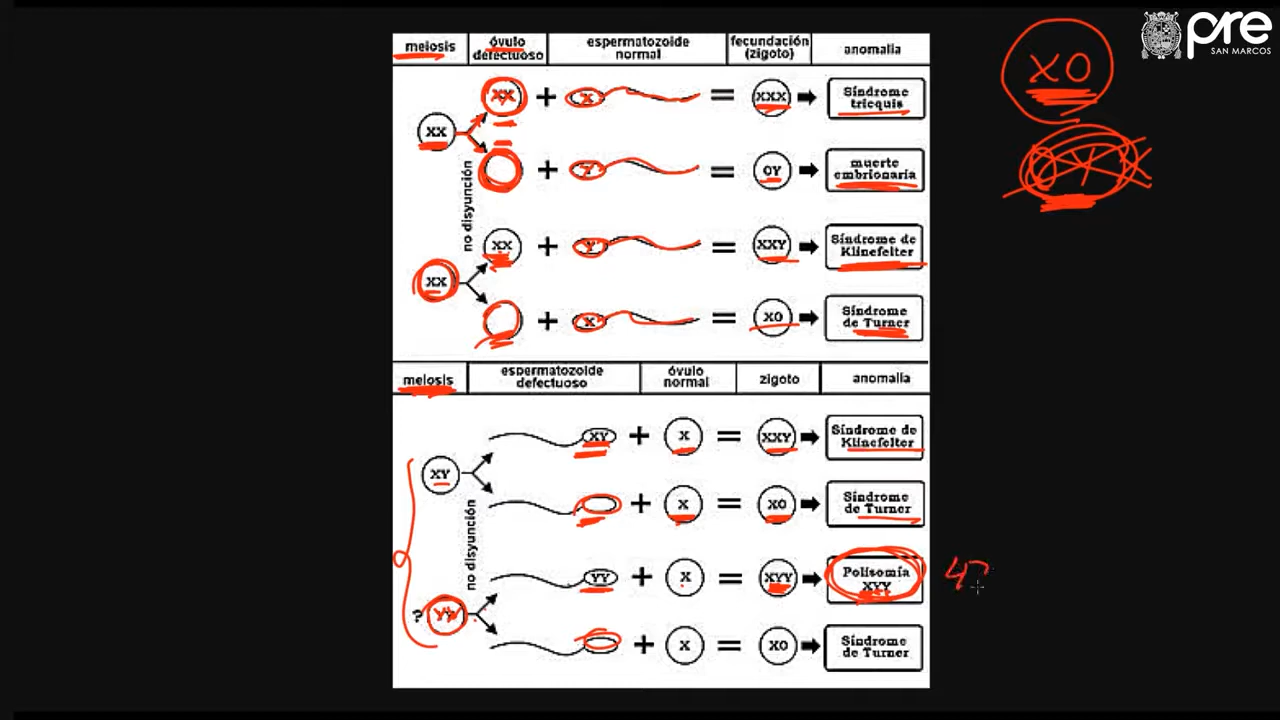 pre
SAN MARCOS
XO
OY
meiosis
óvulo
defectuoso
espermatozoide
normal
fecundación
(zigoto)
anomalía
XX
XX + X = XXX
Síndrome
triequis
no disyunción
+ Y = OY
muerte
embrionaria
XX
XX + Y = XXY
Síndrome de
Klinefelter
+ X = XO
Síndrome
de Turner
meiosis
espermatozoide
defectuoso
óvulo
normal
zigoto
anomalía
XY
XY + X = XXY
Síndrome de
Klinefelter
no disyunción
+ X = XO
Síndrome
de Turner
? YY
YY + X = XYY
Polisomía
XYY
47
+ X = XO
Síndrome
de Turner